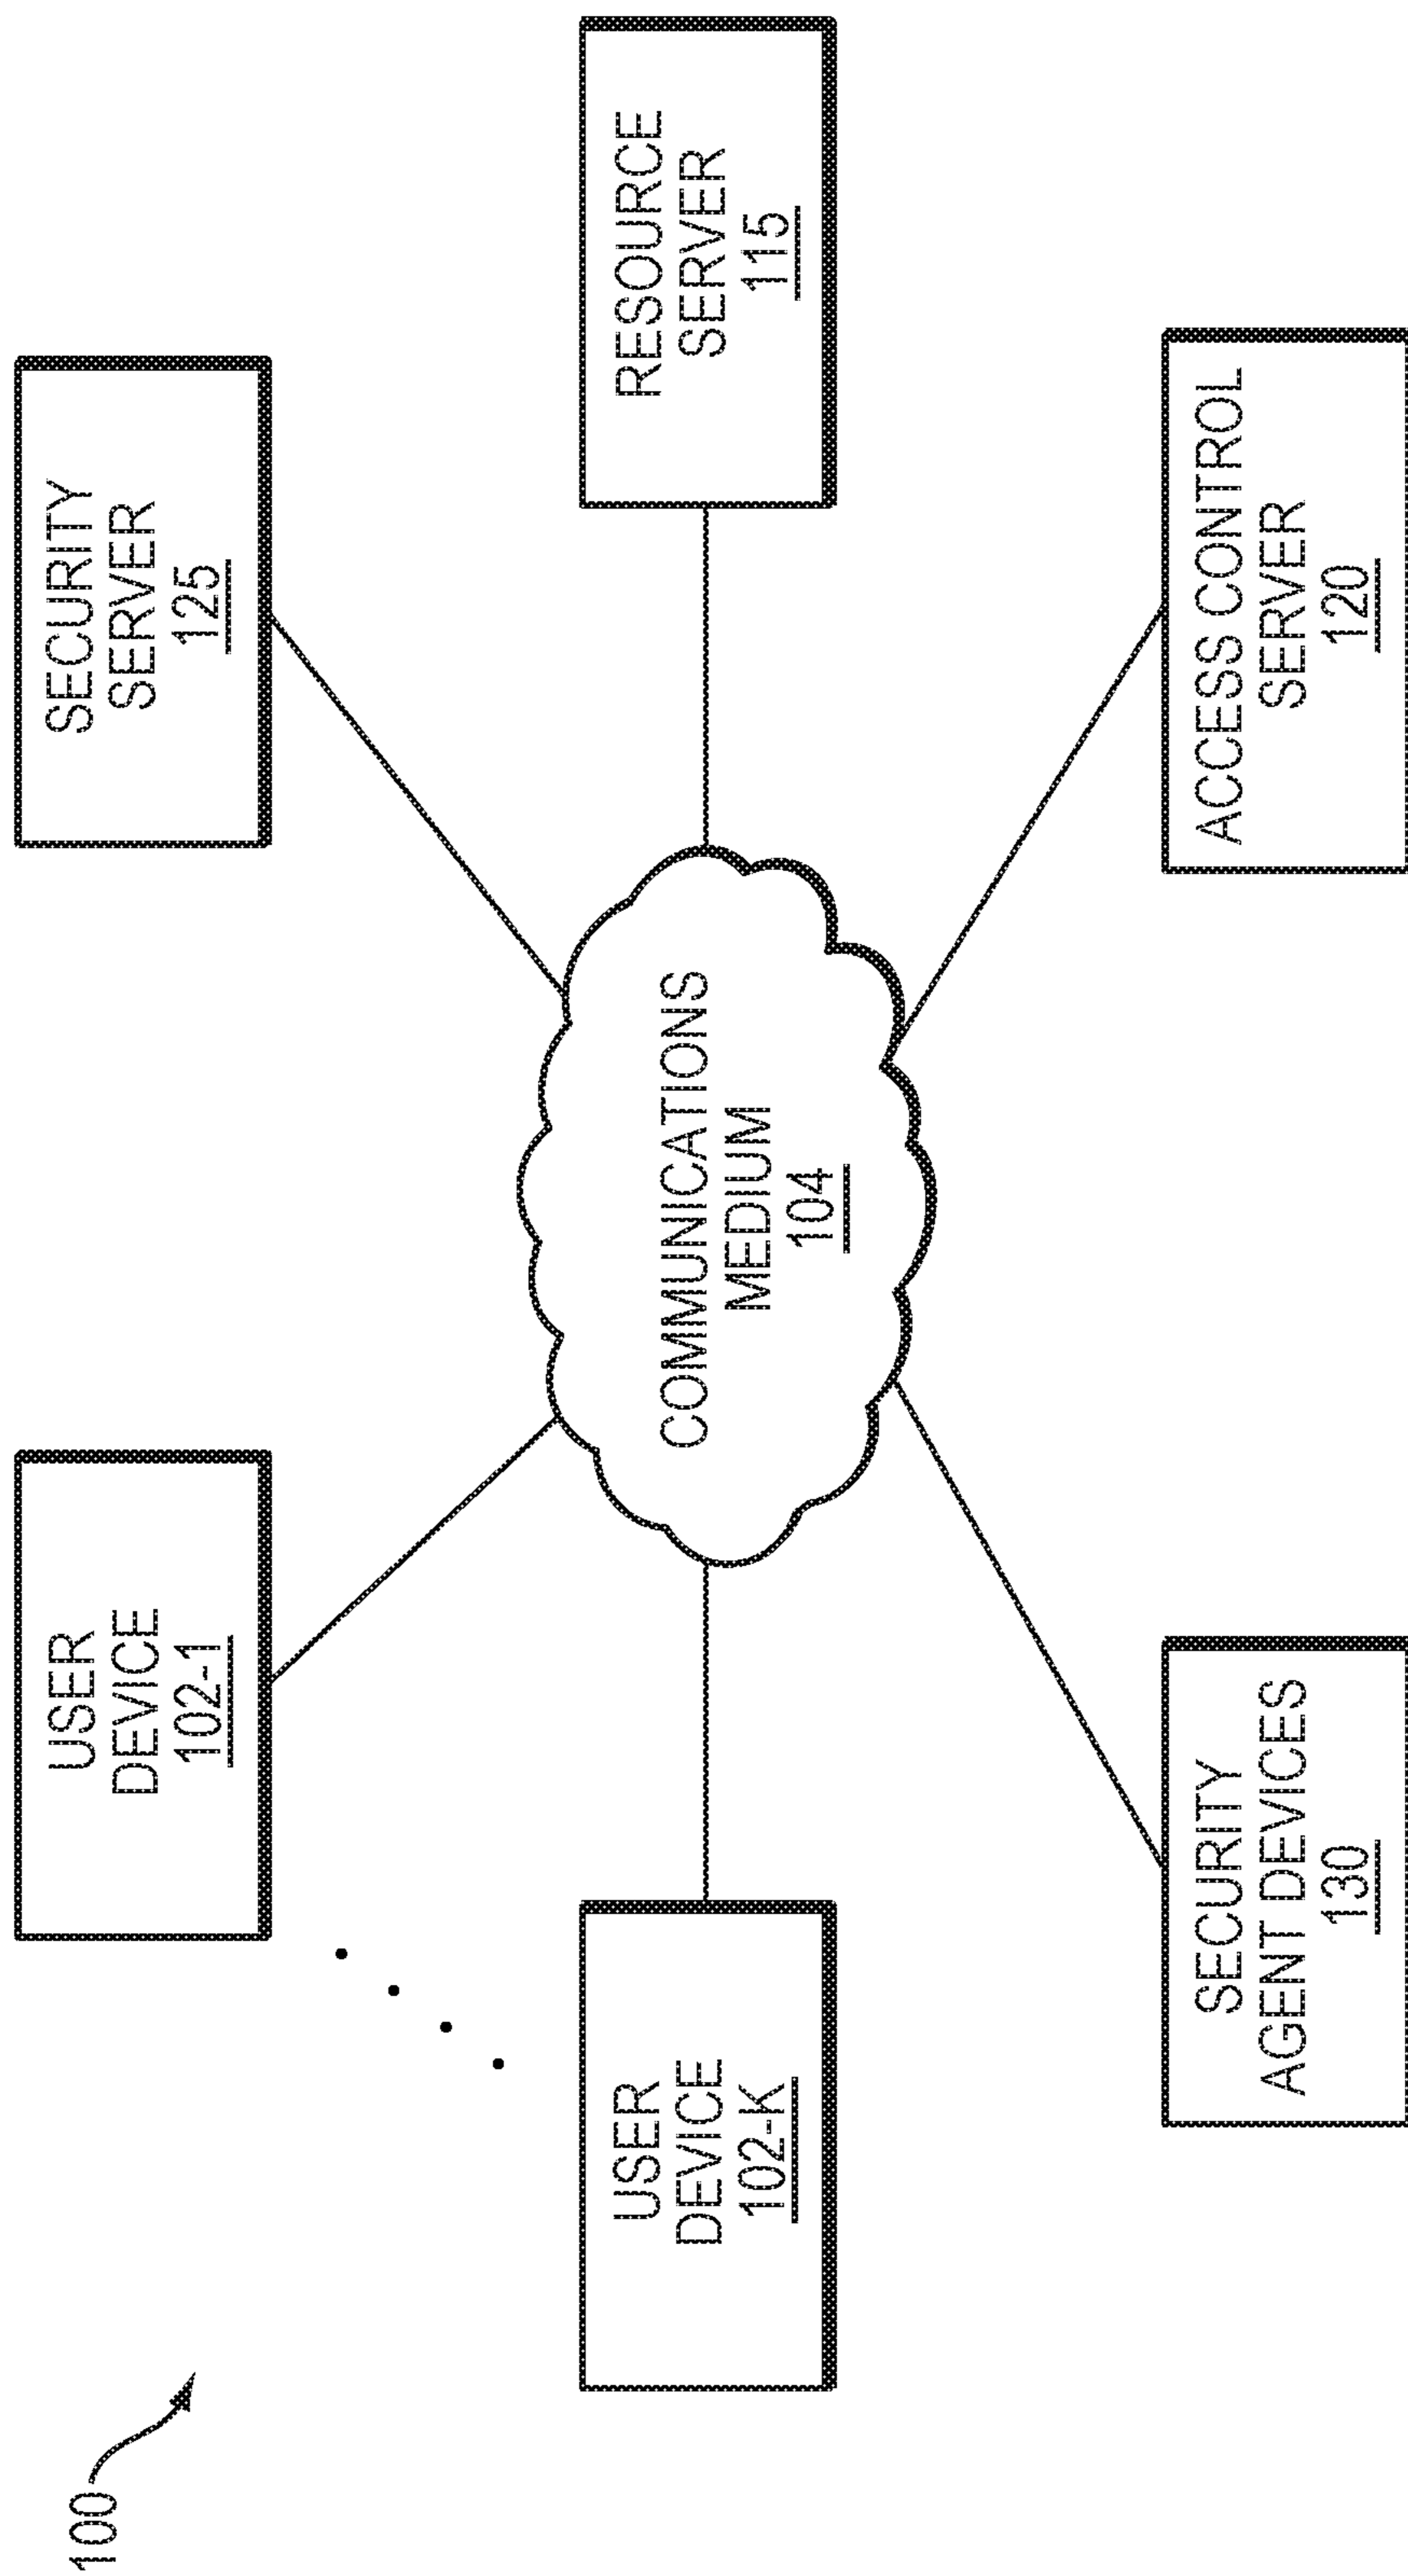 100
USER
DEVICE
102-1
SECURITY
SERVER
125
USER
DEVICE
102-K
COMMUNICATIONS
MEDIUM
104
RESOURCE
SERVER
115
SECURITY
AGENT DEVICES
130
ACCESS CONTROL
SERVER
120